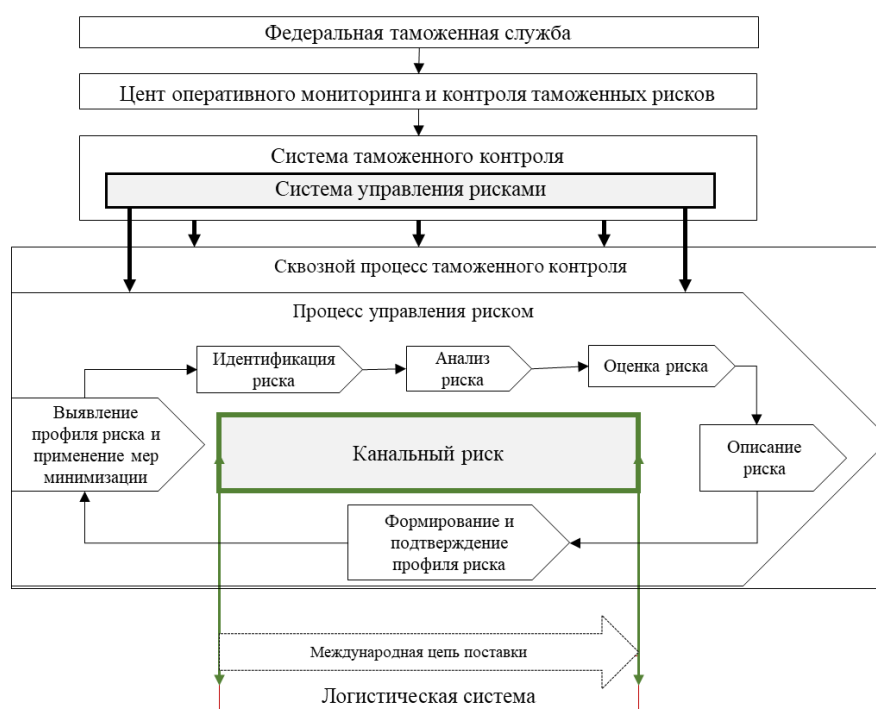 Федеральная таможенная служба
Цент оперативного мониторинга и контроля таможенных рисков
Система таможенного контроля
Система управления рисками
Сквозной процесс таможенного контроля
Процесс управления риском
Идентификация
риска
Анализ
риска
Оценка риска
Выявление
профиля риска и
применение мер
минимизации
Канальный риск
Описание
риска
Формирование и
подтверждение
профиля риска
Международная цепь поставки
Логистическая система